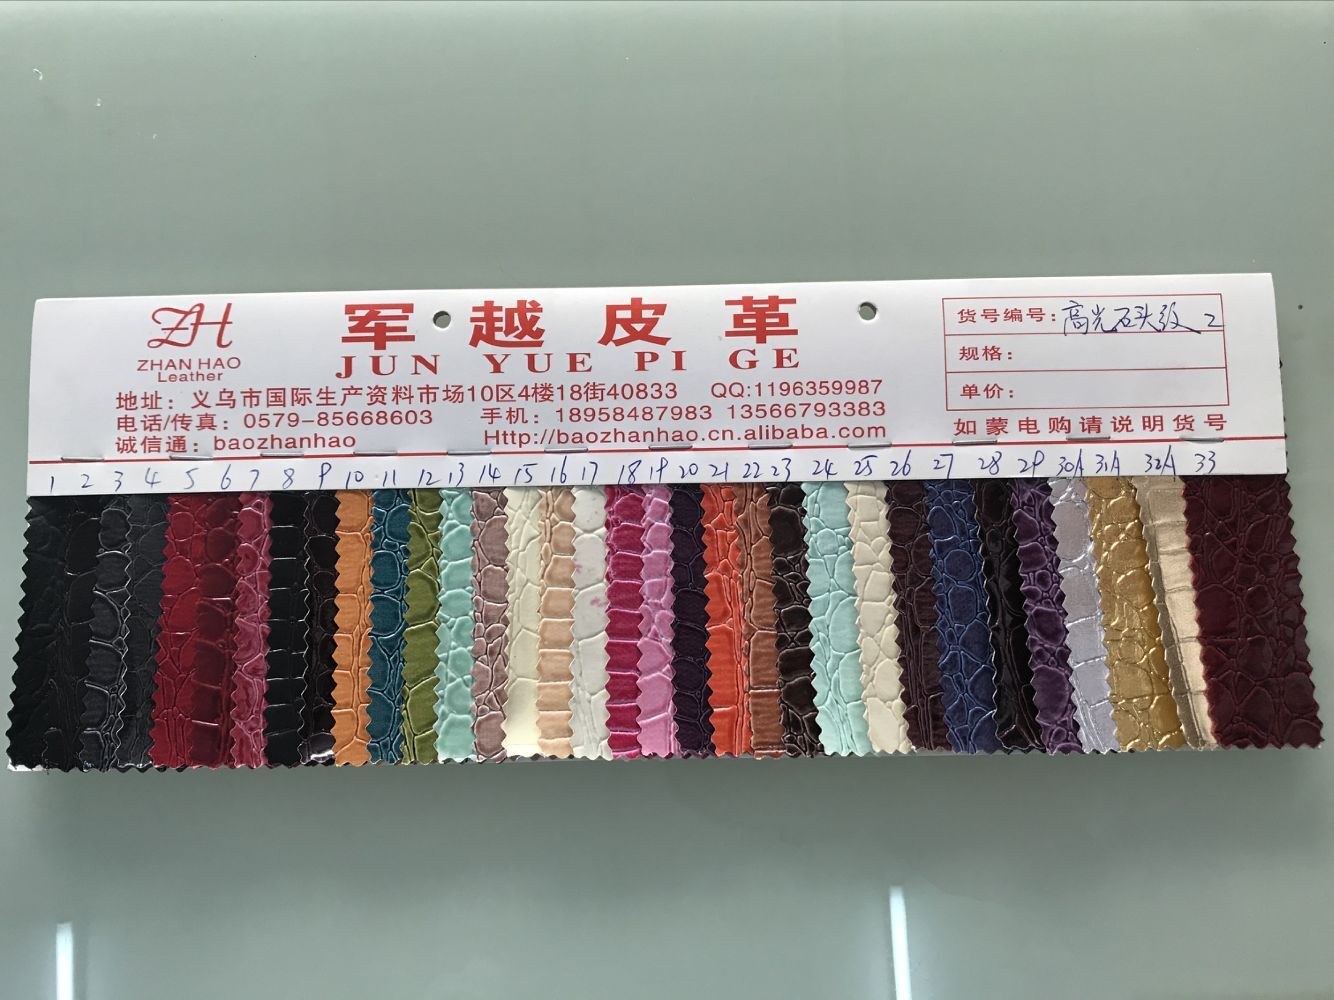 ZH
ZHAN HAO
Leather
军越皮革
JUN YUE PI GE
地址：义乌市国际生产资料市场10区4楼18街40833 QQ:1196359987
电话/传真：0579-85668603 手机：18958487983 13566793383
诚信通：baozhanhao Http://baozhanhao.cn.alibaba.com
货号编号：高光石头纹 2
规格：
单价：
如蒙电购请说明货号
1 2 3 4 5 6 7 8 9 10 11 12 13 14 15 16 17 18 19 20 21 22 23 24 25 26 27 28 29 30A 31A 32A 33